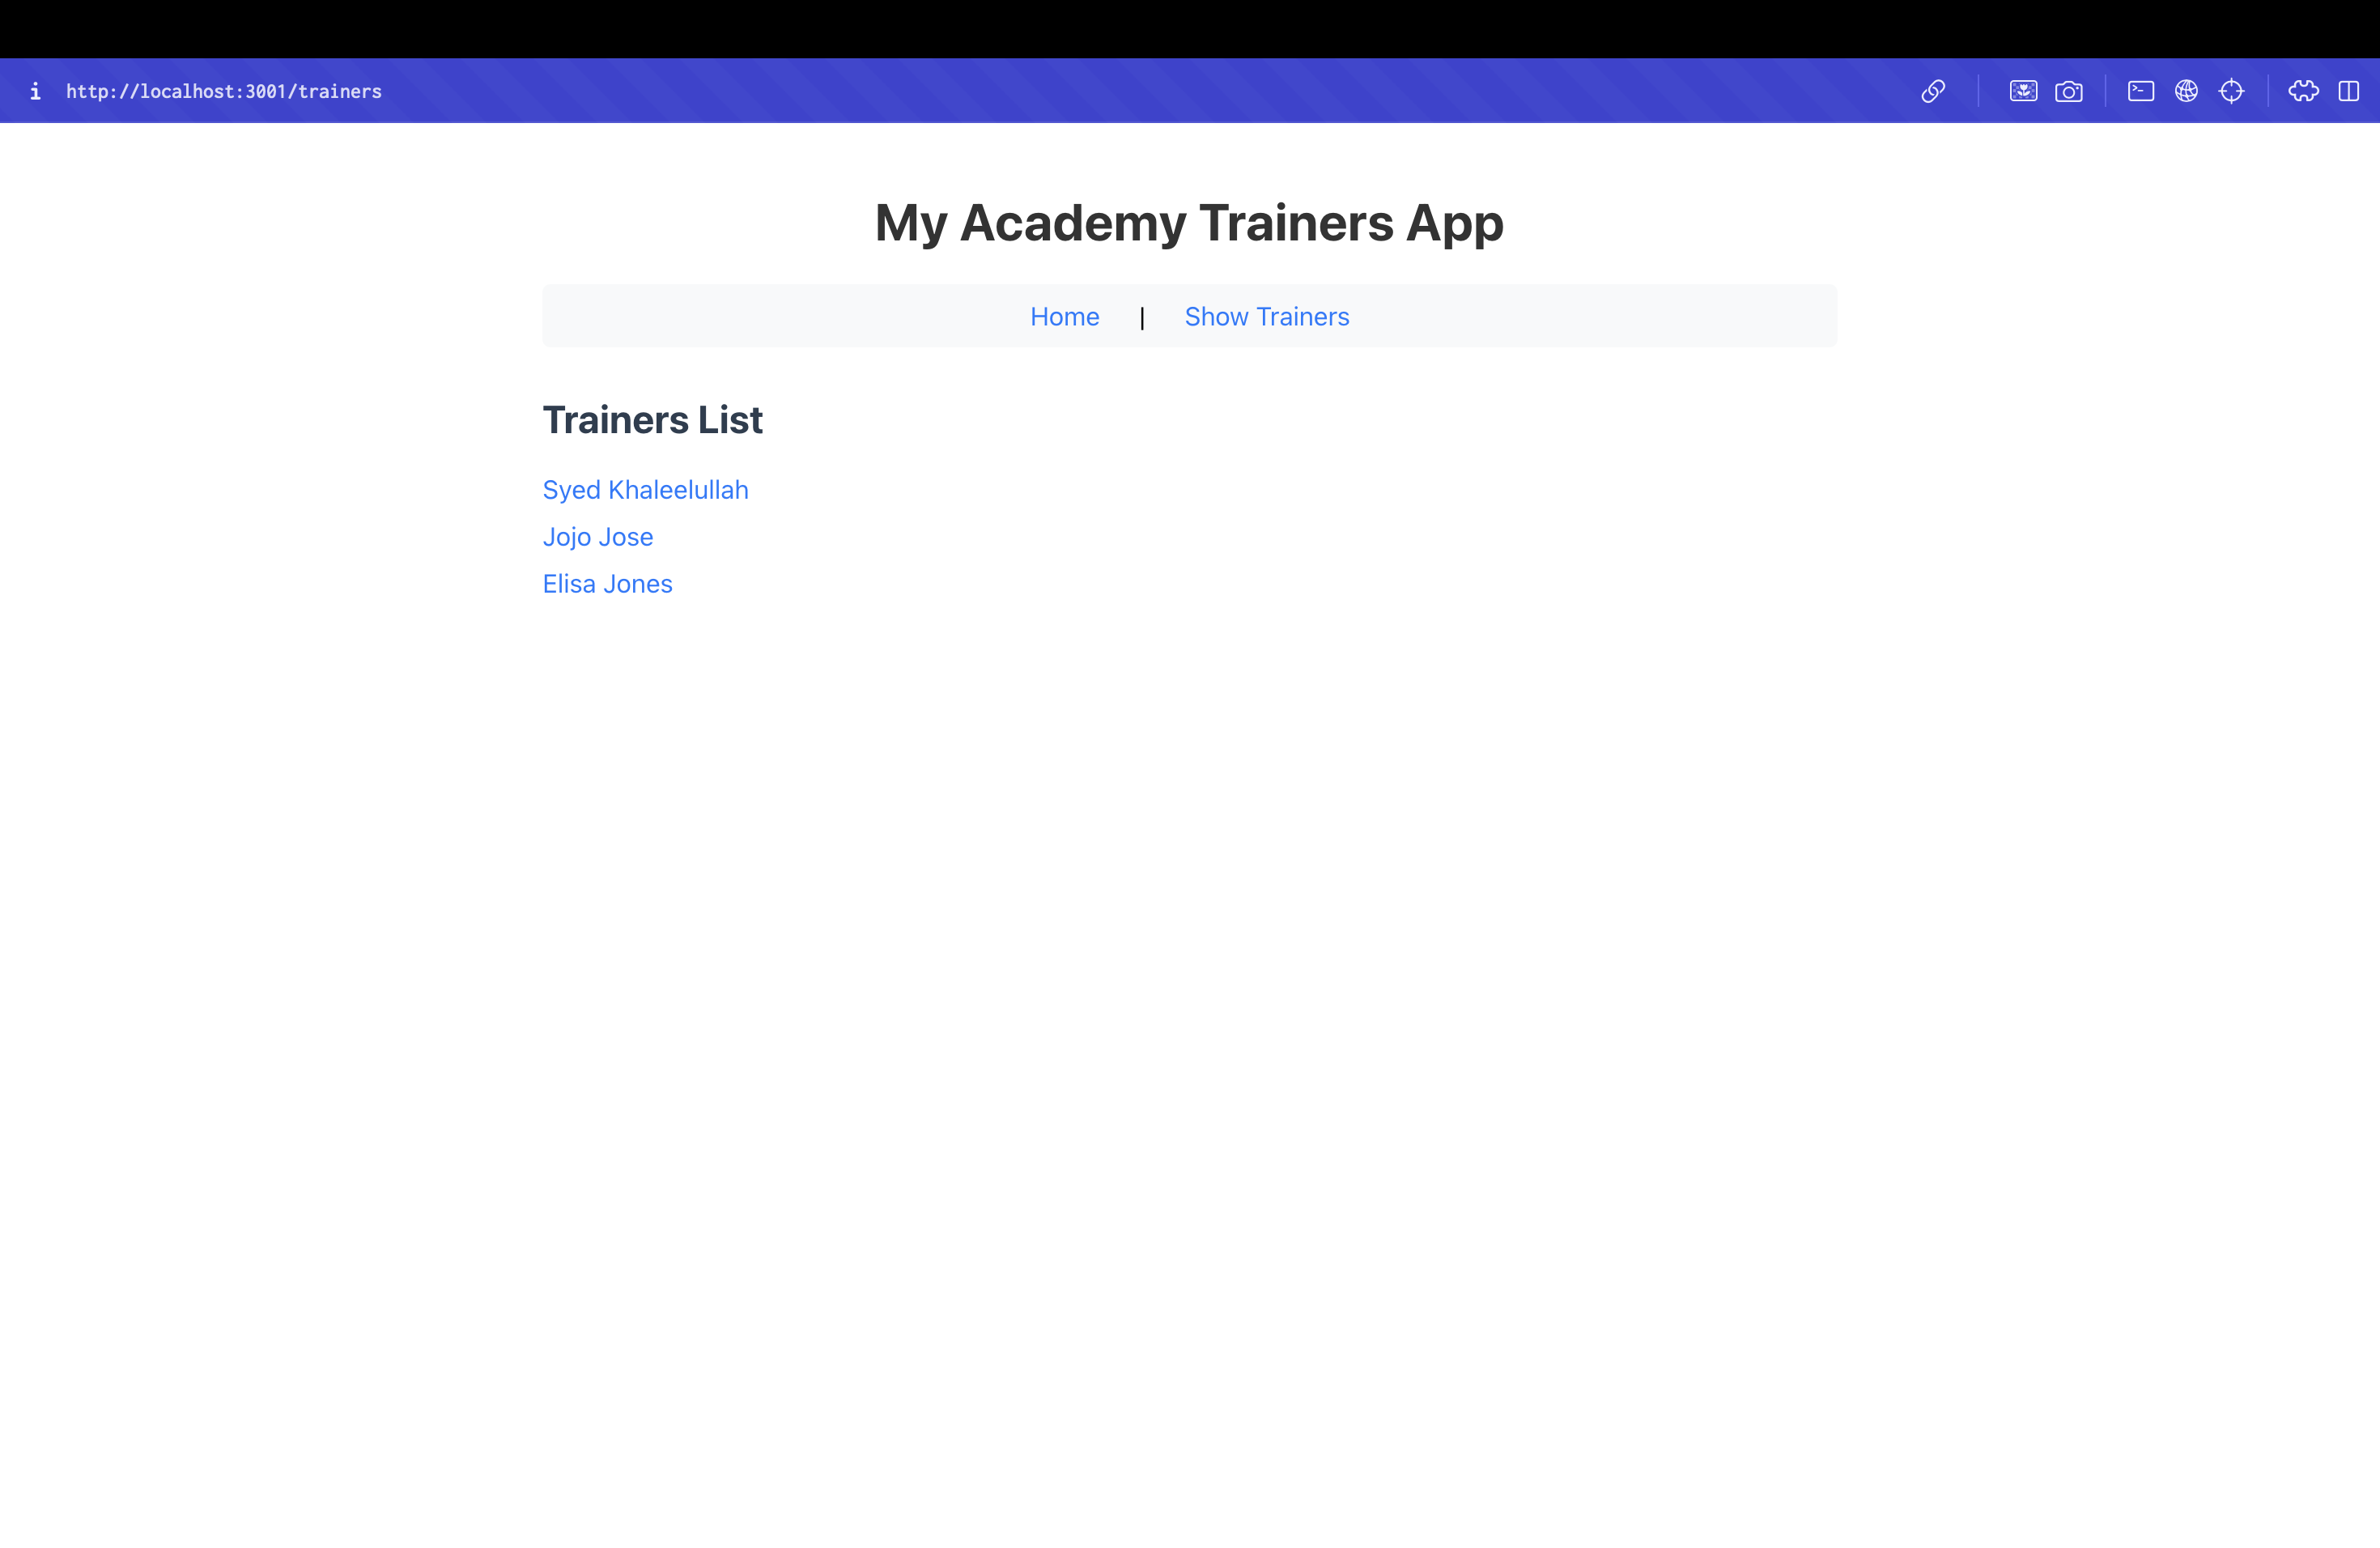 i http://localhost:3001/trainers
My Academy Trainers App
Home | Show Trainers
Trainers List
Syed Khaleelullah
Jojo Jose
Elisa Jones